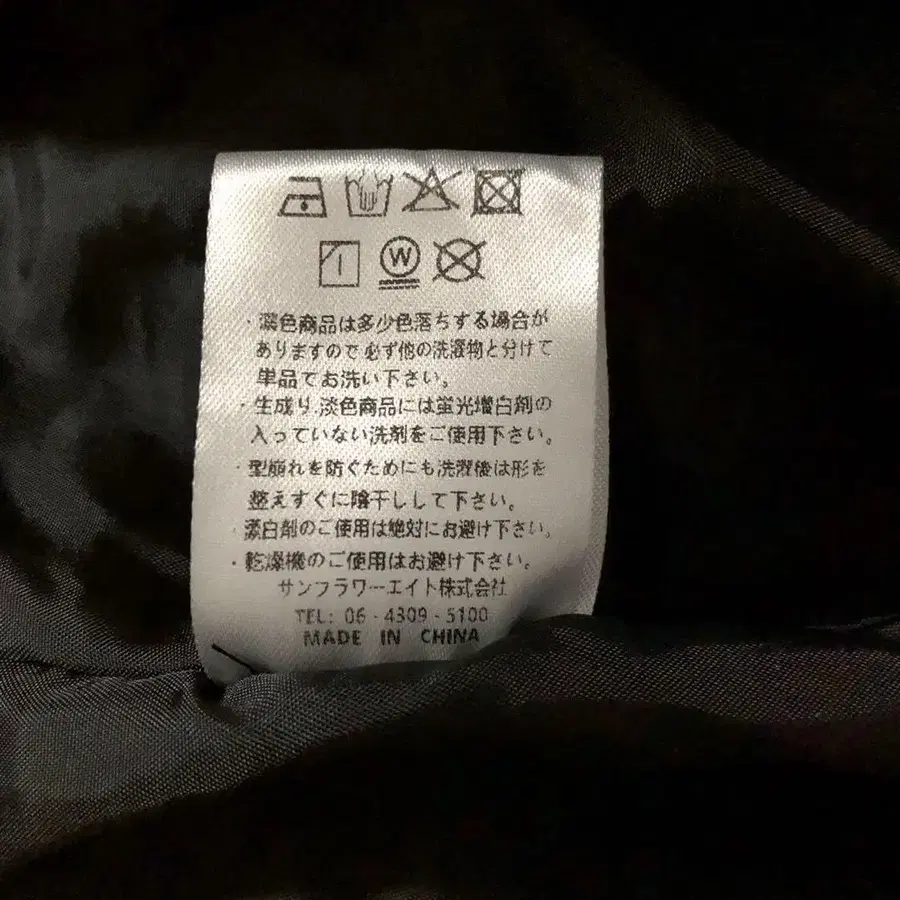 W
・濃色商品は多少色落ちする場合が
ありますので必ず他の洗濯物と分けて
単品でお洗い下さい。
・生成り.淡色商品には蛍光増白剤の
入っていない洗剤をご使用下さい。
・型崩れを防ぐためにも洗濯後は形を
整えすぐに陰干しして下さい。
・漂白剤のご使用は絶対にお避け下さい。
・乾燥機のご使用はお避け下さい。
サンフラワーエイト株式会社
TEL: 06 - 4309 - 5100
MADE IN CHINA